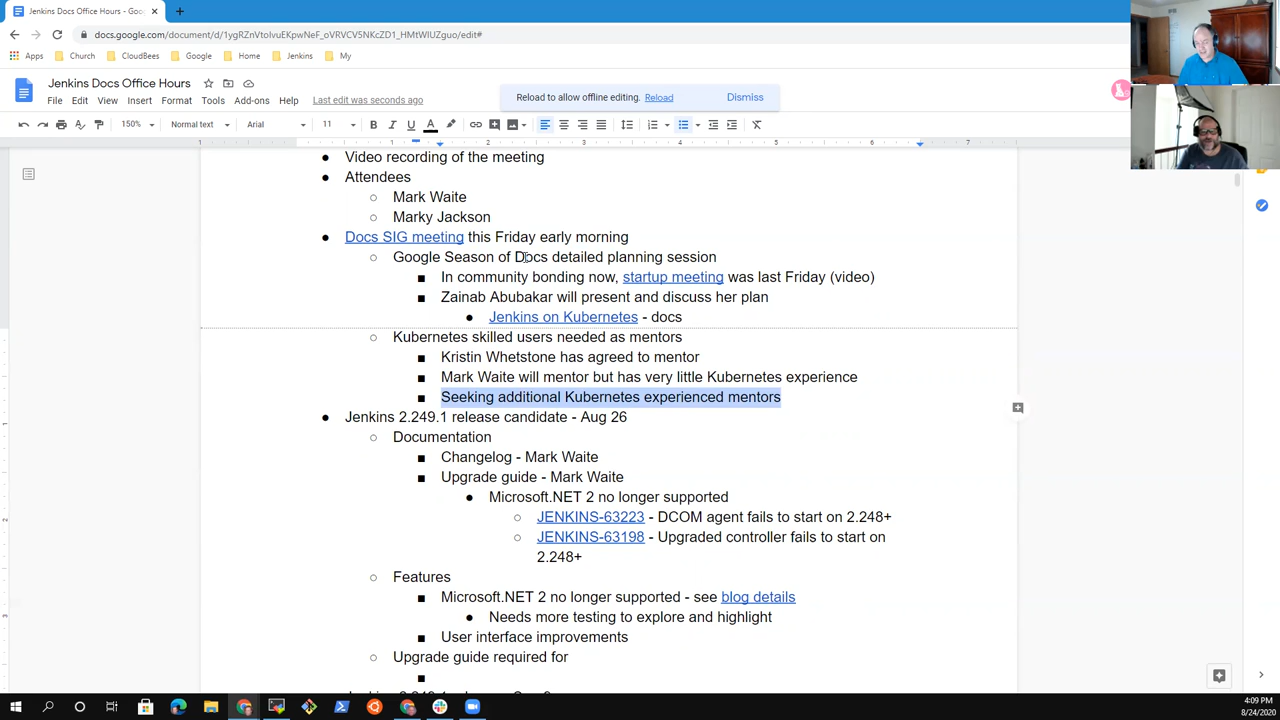 Jenkins Docs Office Hours - Goo
docs.google.com/document/d/1ygRZnVtoIvuEKpwNeF_oVRVCV5NKcZD1_HMtWIUZguo/edit#
Apps Church CloudBees Google Home Jenkins My
Jenkins Docs Office Hours
File Edit View Insert Format Tools Add-ons Help Last edit was seconds ago
Reload to allow offline editing. Reload Dismiss
150% Normal text Arial 11 B I U A
1 1 2 3 4 5 6 7
Video recording of the meeting
Attendees
Mark Waite
Marky Jackson
Docs SIG meeting this Friday early morning
Google Season of Docs detailed planning session
In community bonding now, startup meeting was last Friday (video)
Zainab Abubakar will present and discuss her plan
Jenkins on Kubernetes - docs
Kubernetes skilled users needed as mentors
Kristin Whetstone has agreed to mentor
Mark Waite will mentor but has very little Kubernetes experience
Seeking additional Kubernetes experienced mentors
Jenkins 2.249.1 release candidate - Aug 26
Documentation
Changelog - Mark Waite
Upgrade guide - Mark Waite
Microsoft.NET 2 no longer supported
JENKINS-63223 - DCOM agent fails to start on 2.248+
JENKINS-63198 - Upgraded controller fails to start on
2.248+
Features
Microsoft.NET 2 no longer supported - see blog details
Needs more testing to explore and highlight
User interface improvements
Upgrade guide required for
4:09 PM
8/24/2020